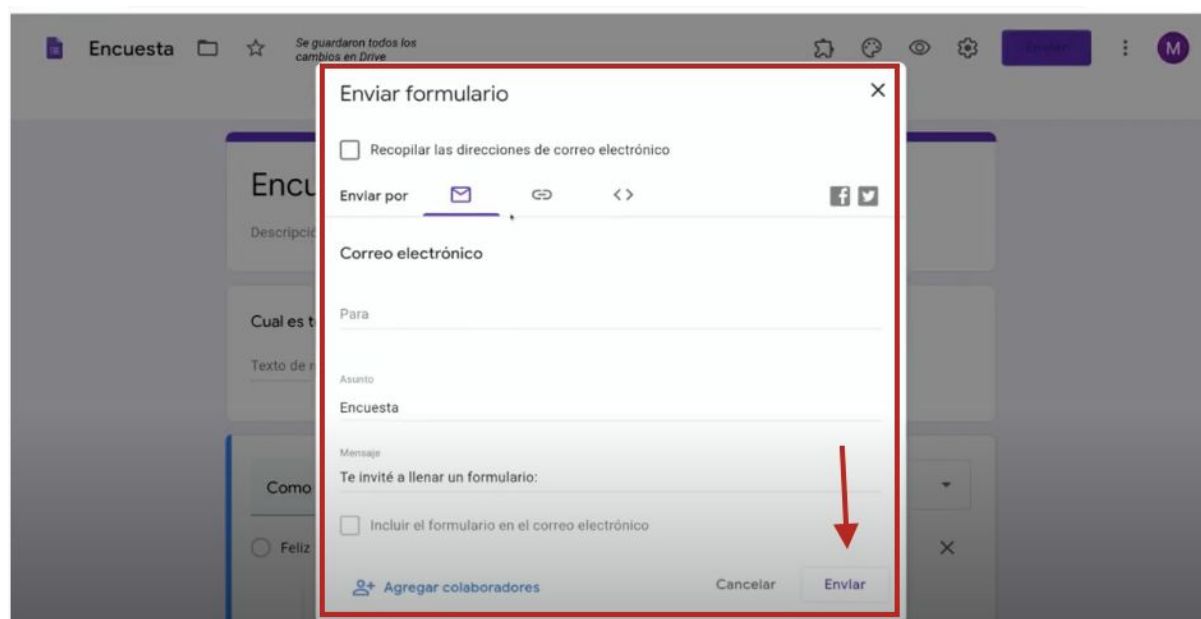 Encuesta
Se guardaron todos los
cambios en Drive
Enviar
M
Enviar formulario
Recopilar las direcciones de correo electrónico
Encu
Enviar por
Descripció
Correo electrónico
Cual es t
Para
Texto de r
Asunto
Encuesta
Mensaje
Te invité a llenar un formulario:
Como
Incluir el formulario en el correo electrónico
Feliz
Agregar colaboradores
Cancelar
Enviar